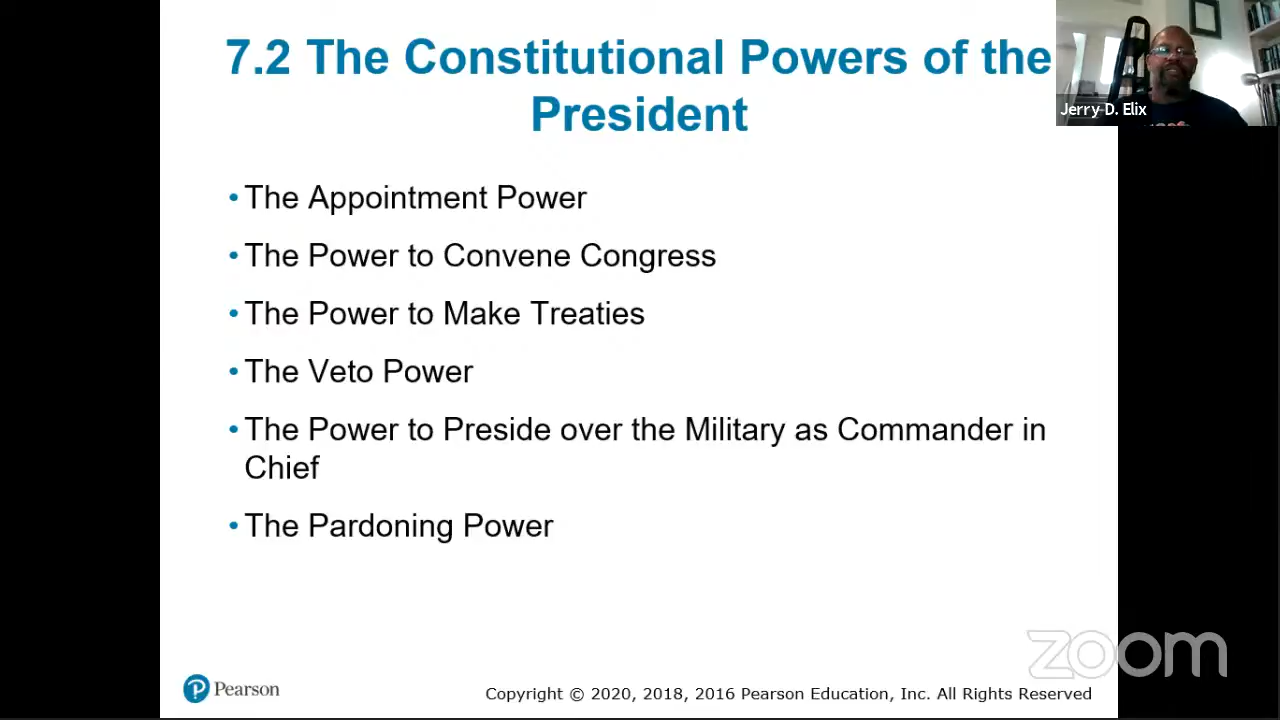 7.2 The Constitutional Powers of the
President
Jerry D. Elix
• The Appointment Power
• The Power to Convene Congress
• The Power to Make Treaties
• The Veto Power
• The Power to Preside over the Military as Commander in
Chief
• The Pardoning Power
zoom
P Pearson
Copyright © 2020, 2018, 2016 Pearson Education, Inc. All Rights Reserved